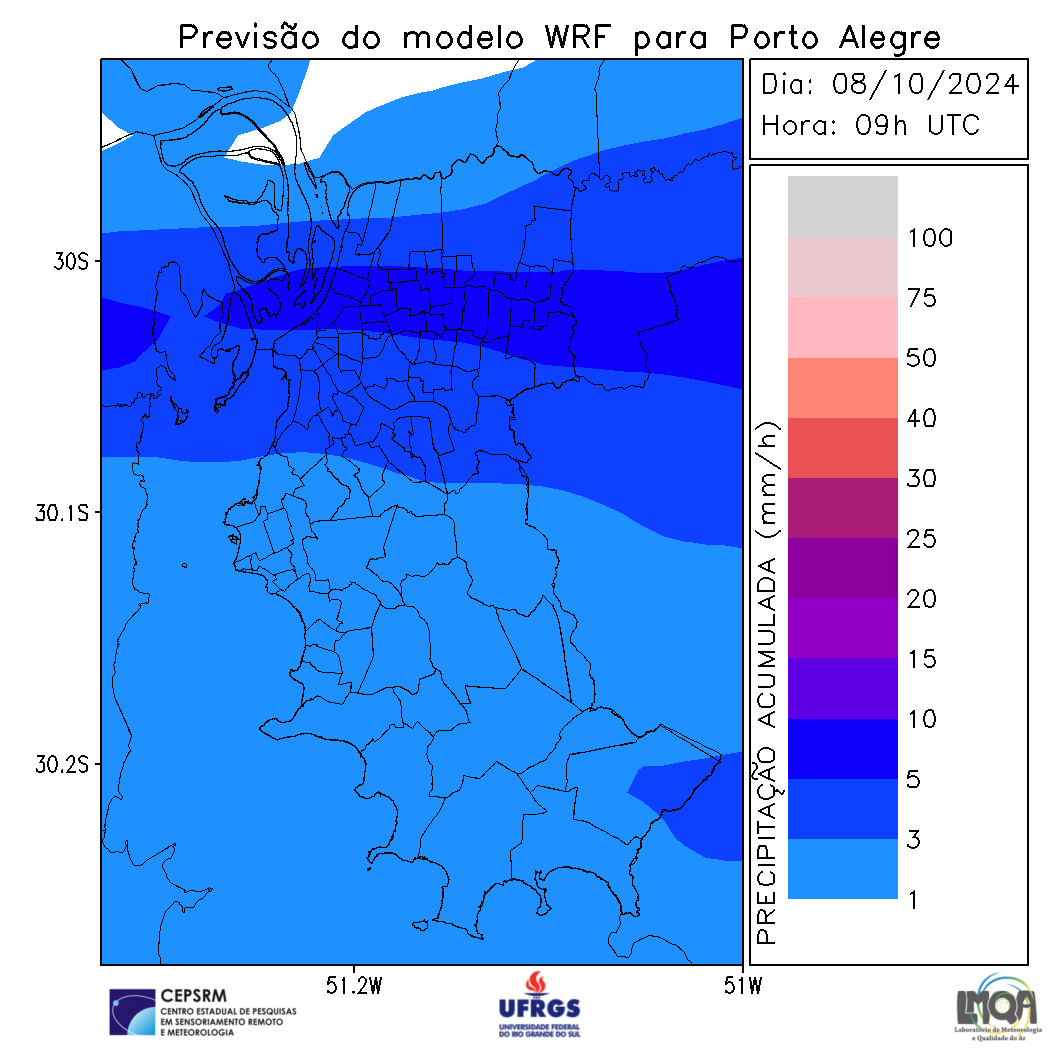 Previsão do modelo WRF para Porto Alegre
Dia: 08/10/2024
Hora: 09h UTC
30S
30.1S
30.2S
51.2W
51W
PRECIPITAÇÃO ACUMULADA (mm/h)
100
75
50
40
30
25
20
15
10
5
3
1
CEPSRM
CENTRO ESTADUAL DE PESQUISAS
EM SENSORIAMENTO REMOTO
E METEOROLOGIA
UFRGS
UNIVERSIDADE FEDERAL
DO RIO GRANDE DO SUL
LMQA
Laboratório de Meteorologia
e Qualidade do Ar